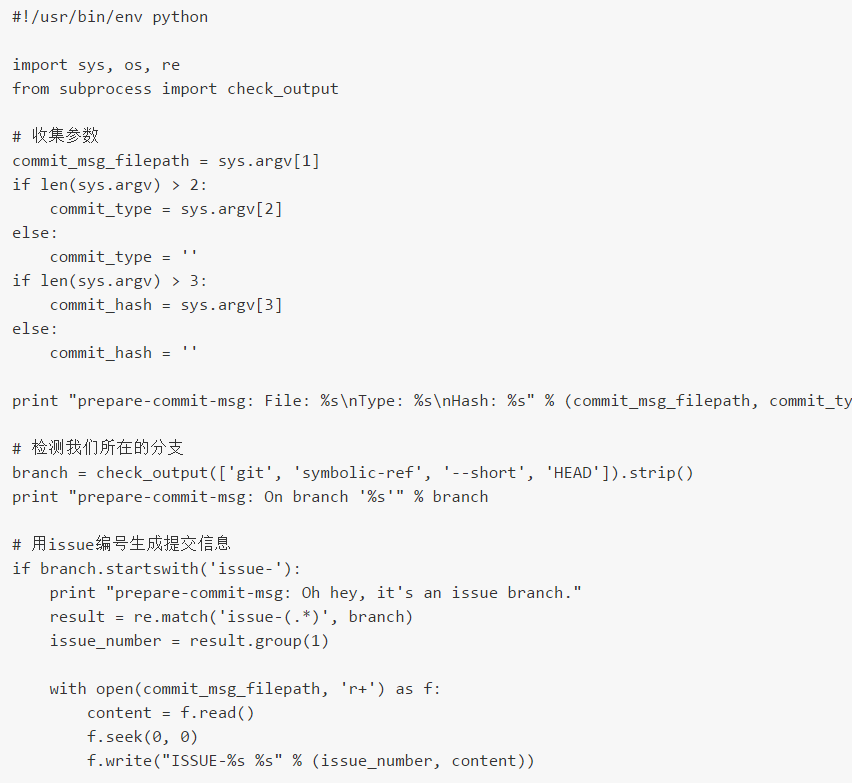 #!/usr/bin/env python

import sys, os, re
from subprocess import check_output

# 收集参数
commit_msg_filepath = sys.argv[1]
if len(sys.argv) > 2:
    commit_type = sys.argv[2]
else:
    commit_type = ''
if len(sys.argv) > 3:
    commit_hash = sys.argv[3]
else:
    commit_hash = ''

print "prepare-commit-msg: File: %s\nType: %s\nHash: %s" % (commit_msg_filepath, commit_ty

# 检测我们所在的分支
branch = check_output(['git', 'symbolic-ref', '--short', 'HEAD']).strip()
print "prepare-commit-msg: On branch '%s'" % branch

# 用issue编号生成提交信息
if branch.startswith('issue-'):
    print "prepare-commit-msg: Oh hey, it's an issue branch."
    result = re.match('issue-(.*)', branch)
    issue_number = result.group(1)

    with open(commit_msg_filepath, 'r+') as f:
        content = f.read()
        f.seek(0, 0)
        f.write("ISSUE-%s %s" % (issue_number, content))